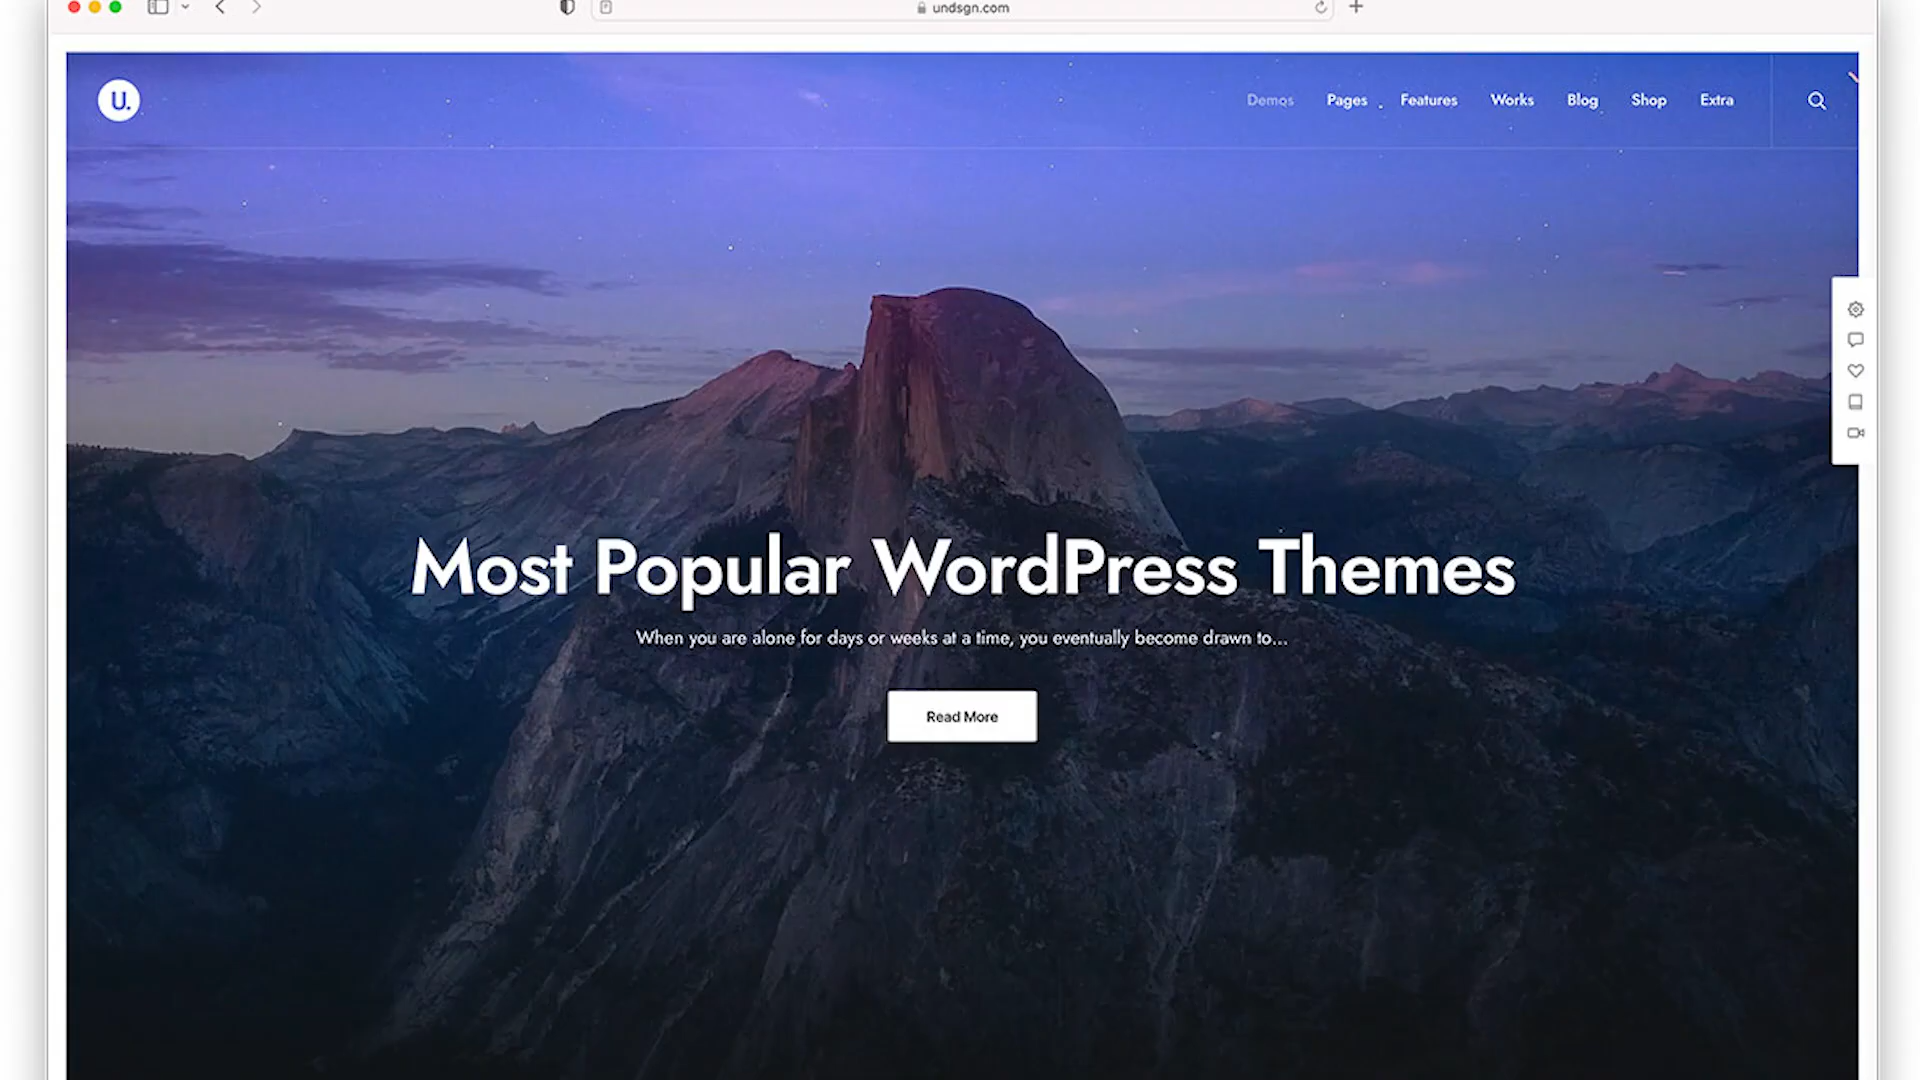 undsgn.com
U.
Demos Pages Features Works Blog Shop Extra
Most Popular WordPress Themes
When you are alone for days or weeks at a time, you eventually become drawn to...
Read More